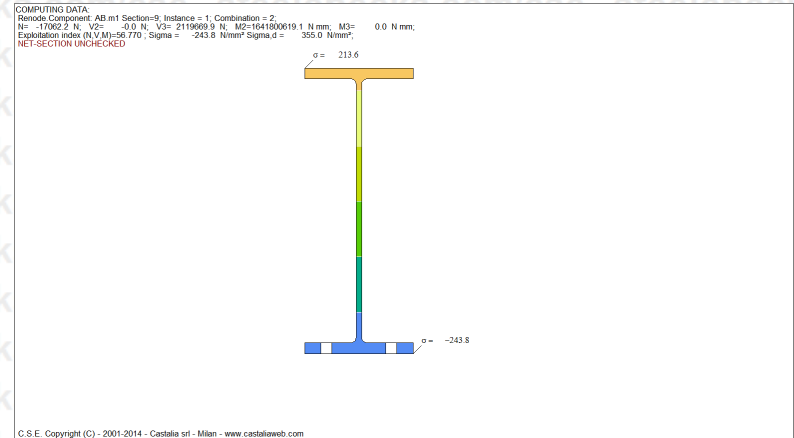 COMPUTING DATA:
Renode Component: AB.m1 Section=9; Instance = 1; Combination = 2;
N= -17062.2 N; V2= -0.0 N; V3= 2119669.9 N; M2=1641800619.1 N mm; M3= 0.0 N mm;
Exploitation index (N,V,M)=56.770 ; Sigma = -243.8 N/mm² Sigma,d = 355.0 N/mm²;
NET-SECTION UNCHECKED
σ = 213.6
σ = -243.8
C.S.E. Copyright (C) - 2001-2014 - Castalia srl - Milan - www.castaliaweb.com